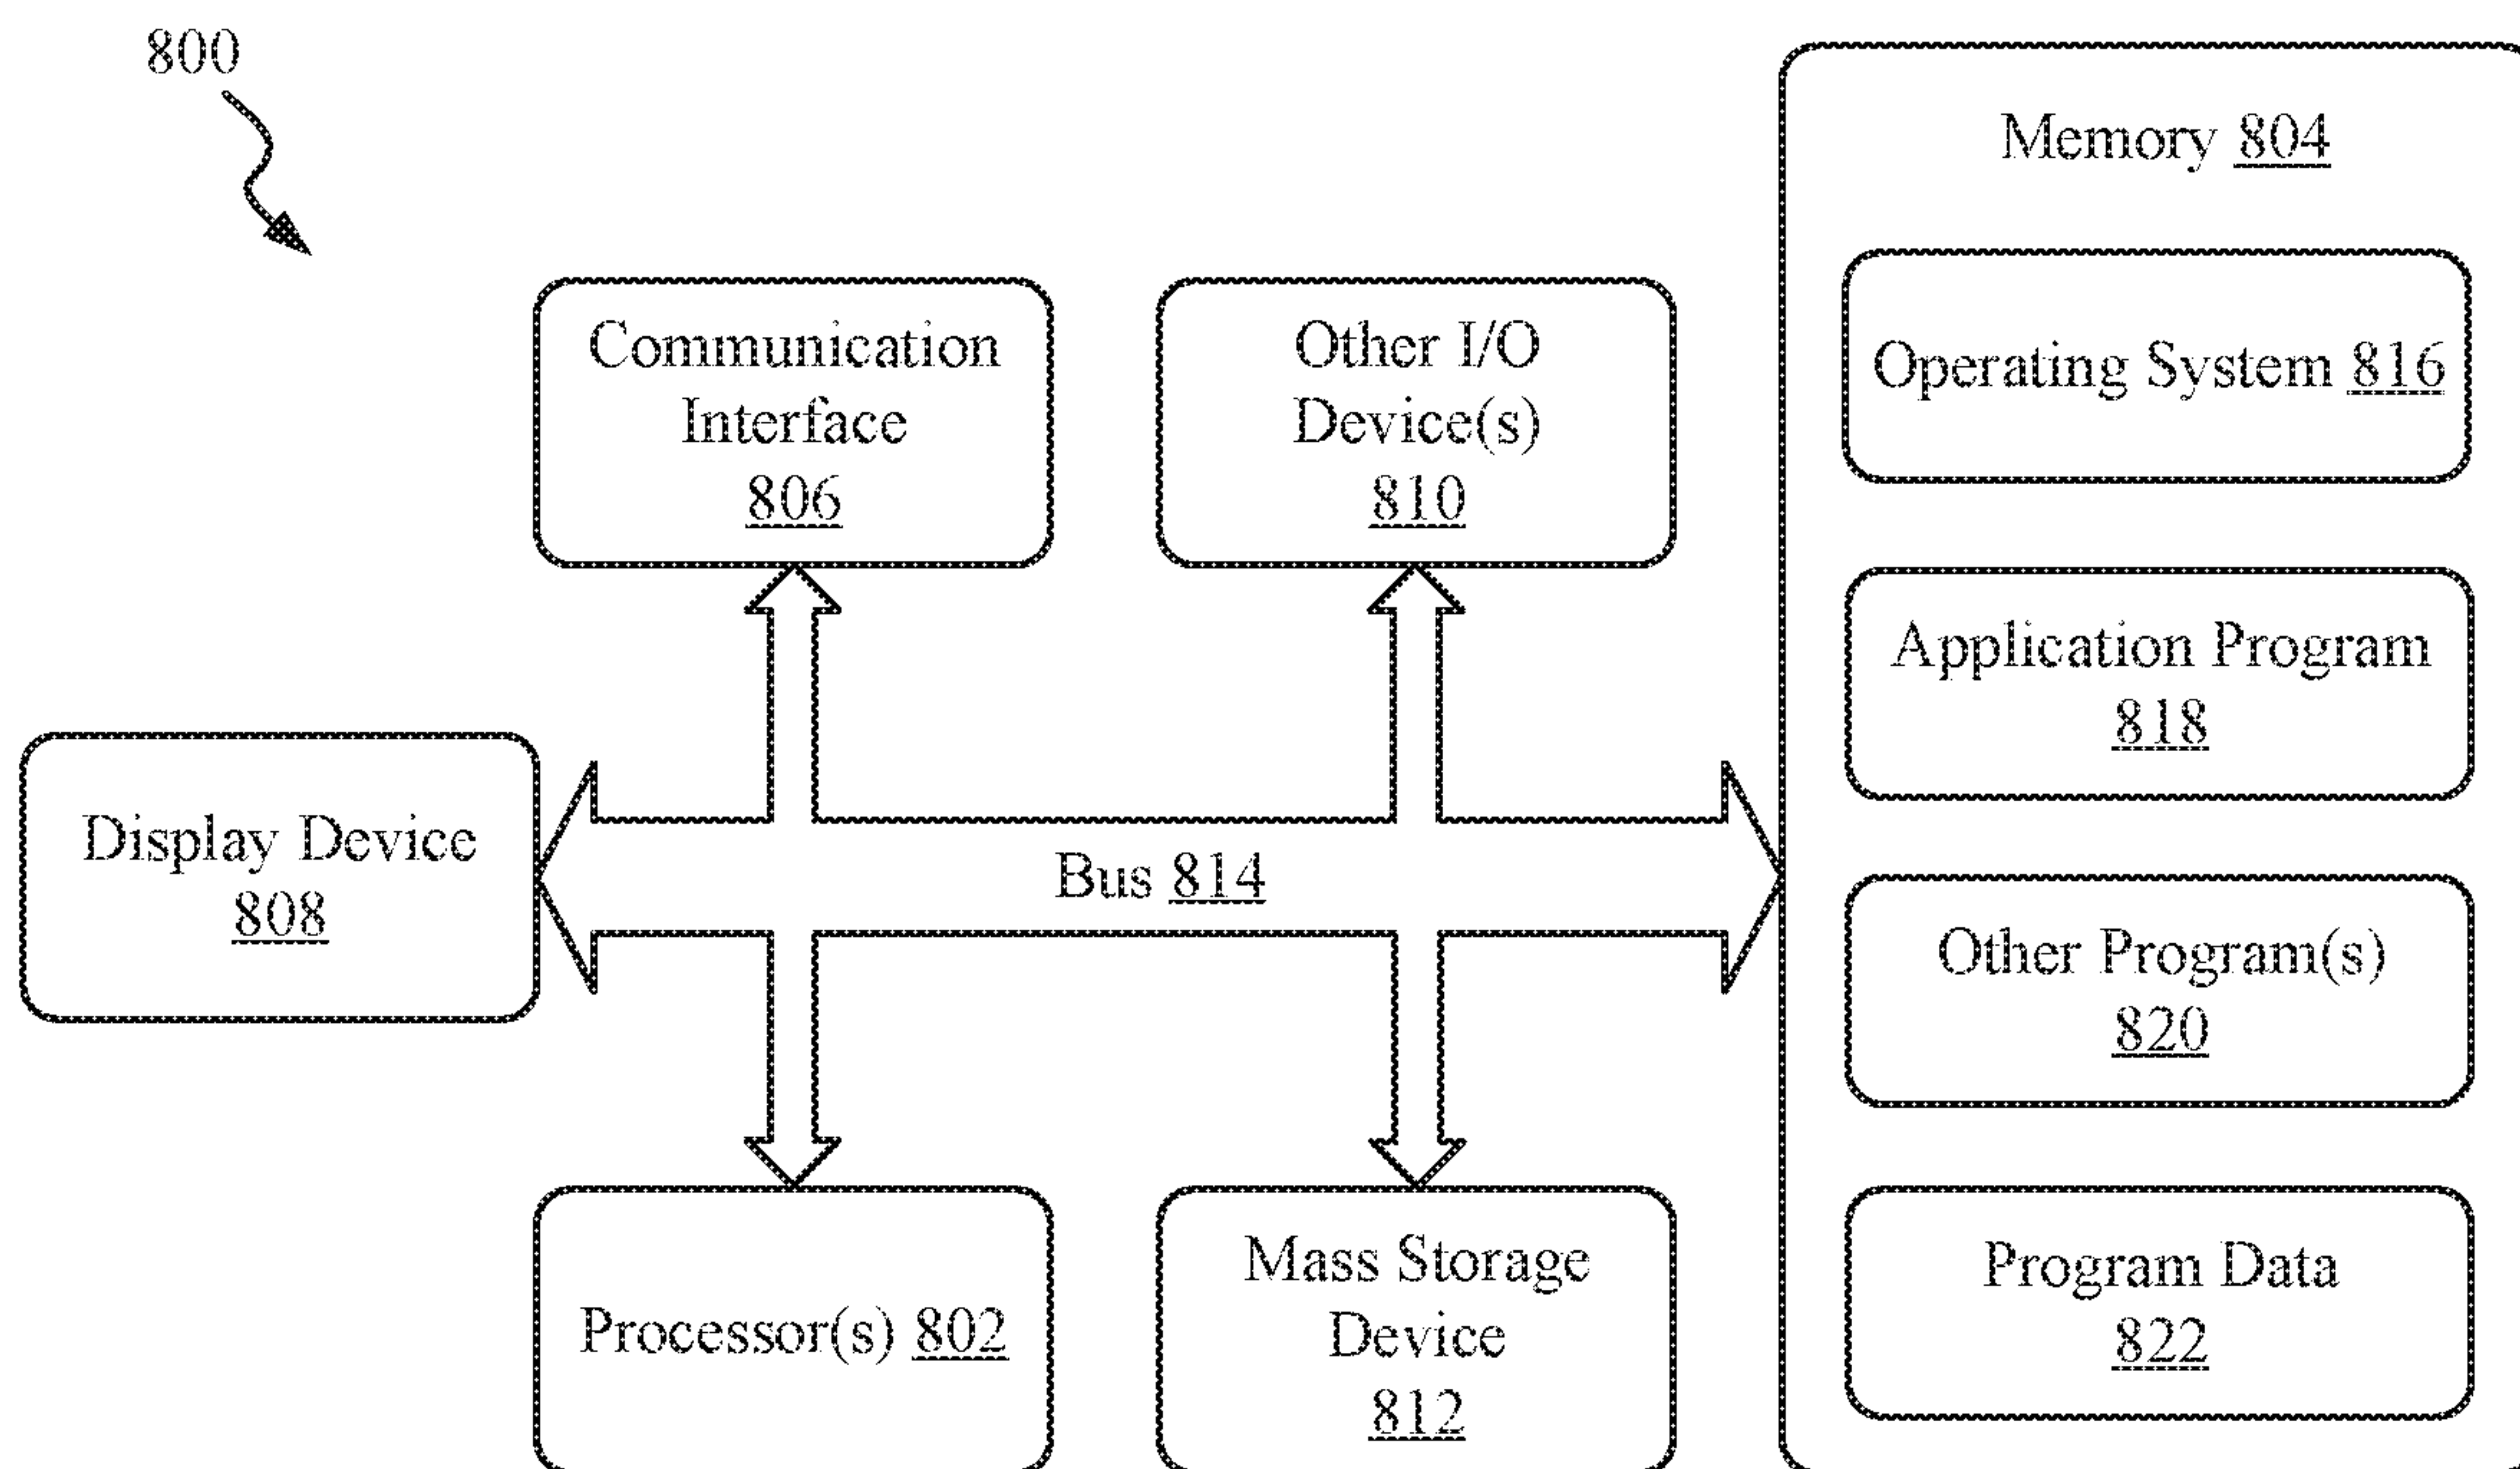 800
Memory 804
Communication
Interface
806
Other I/O
Device(s)
810
Operating System 816
Application Program
818
Display Device
808
Bus 814
Other Program(s)
820
Processor(s) 802
Mass Storage
Device
812
Program Data
822